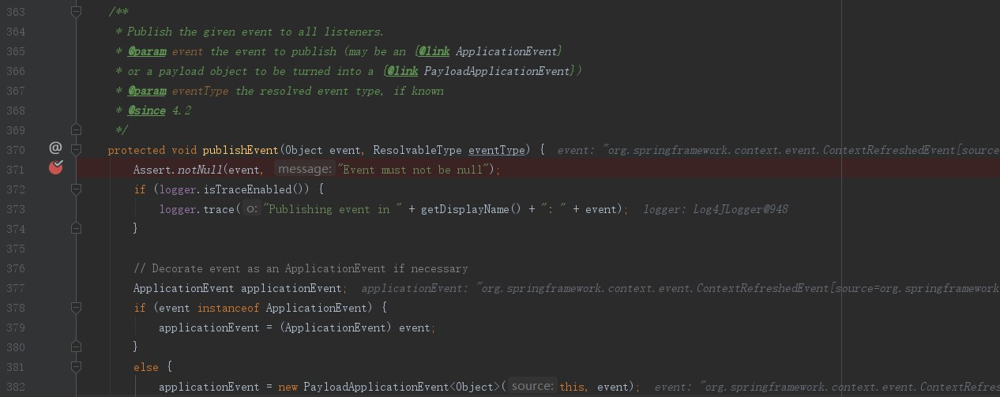 363 /**
364 * Publish the given event to all listeners.
365 * @param event the event to publish (may be an {@link ApplicationEvent}
366 * or a payload object to be turned into a {@link PayloadApplicationEvent})
367 * @param eventType the resolved event type, if known
368 * @since 4.2
369 */
370 @ protected void publishEvent(Object event, ResolvableType eventType) { event: "org.springframework.context.event.ContextRefreshedEvent[source
371 Assert.notNull(event, message: "Event must not be null");
372 if (logger.isTraceEnabled()) {
373 logger.trace( o: "Publishing event in " + getDisplayName() + ": " + event); logger: Log4JLogger@948
374 }
375
376 // Decorate event as an ApplicationEvent if necessary
377 ApplicationEvent applicationEvent; applicationEvent: "org.springframework.context.event.ContextRefreshedEvent[source=org.springframework
378 if (event instanceof ApplicationEvent) {
379 applicationEvent = (ApplicationEvent) event;
380 }
381 else {
382 applicationEvent = new PayloadApplicationEvent<Object>( source: this, event); event: "org.springframework.context.event.ContextRefres